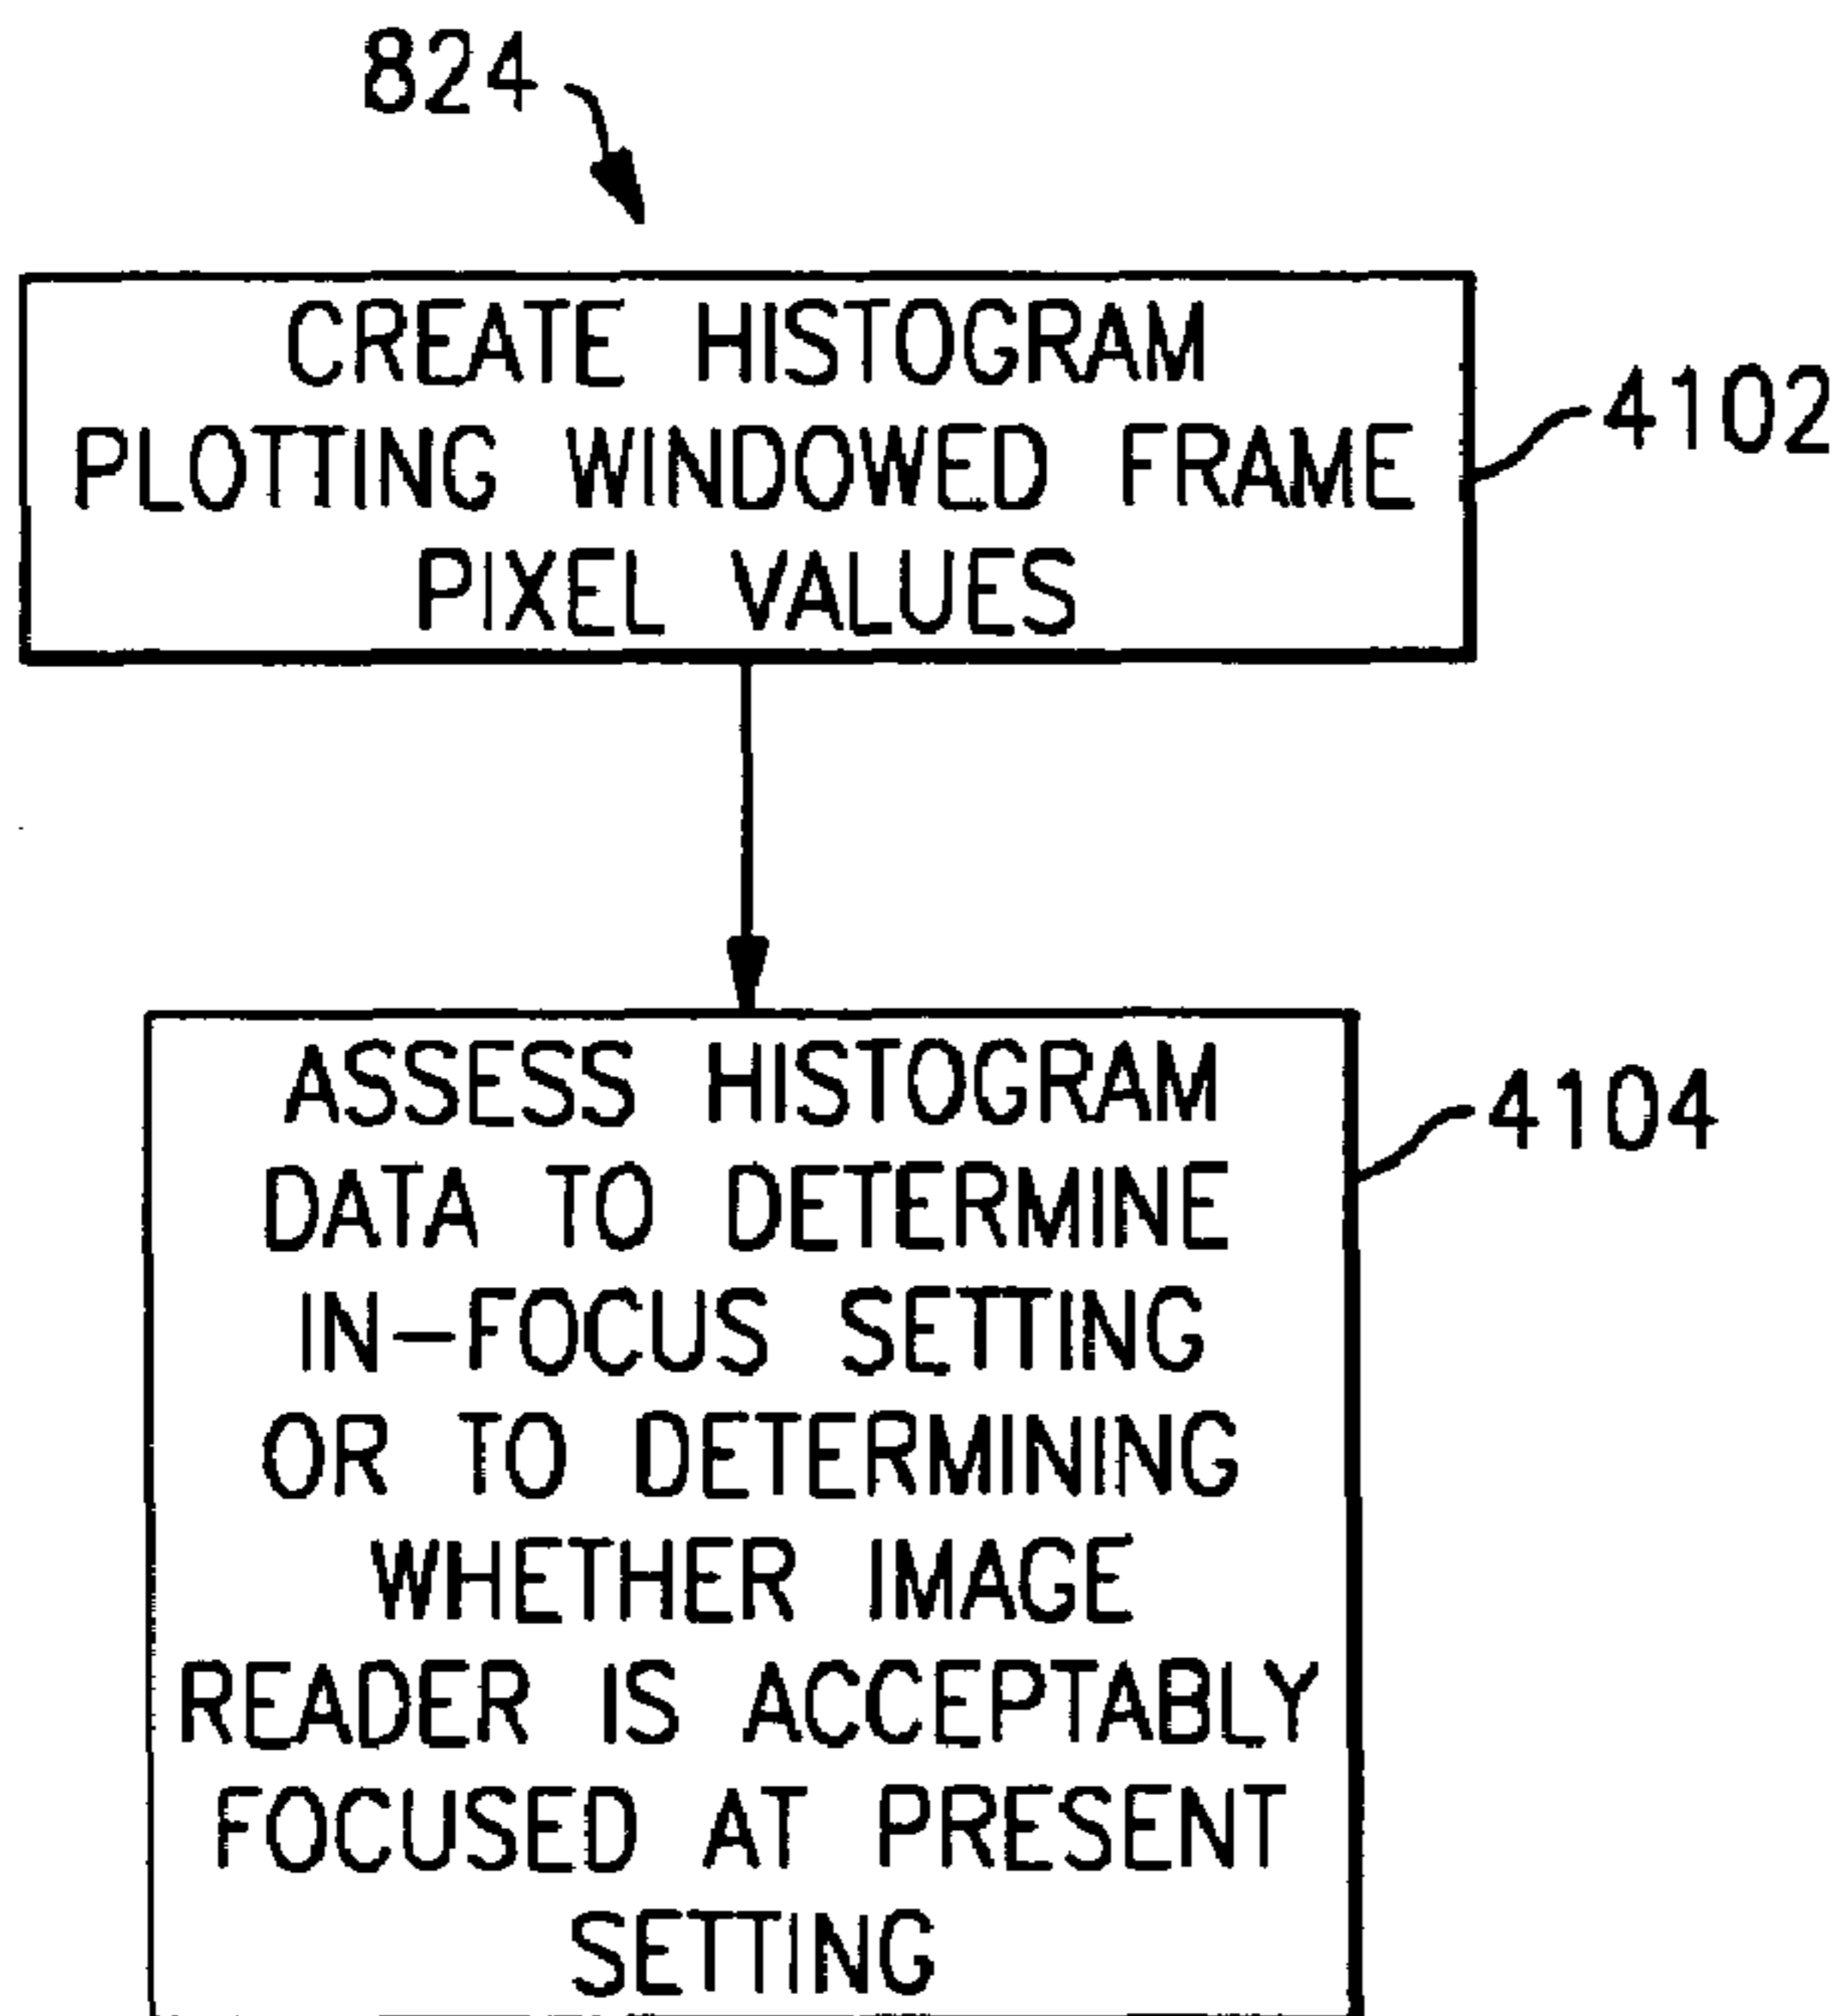 824
CREATE HISTOGRAM
PLOTTING WINDOWED FRAME
PIXEL VALUES
4102
ASSESS HISTOGRAM
DATA TO DETERMINE
IN-FOCUS SETTING
OR TO DETERMINING
WHETHER IMAGE
READER IS ACCEPTABLY
FOCUSED AT PRESENT
SETTING
4104